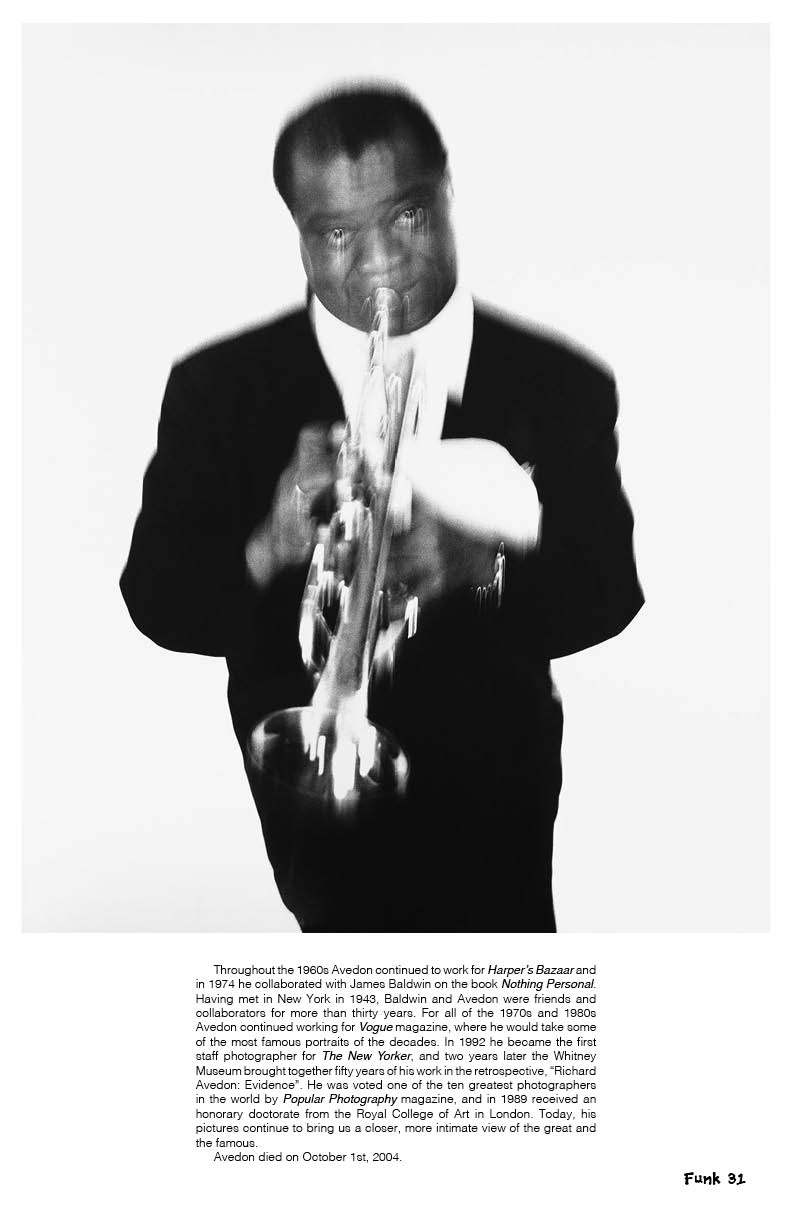 Throughout the 1960s Avedon continued to work for Harper's Bazaar and
in 1974 he collaborated with James Baldwin on the book Nothing Personal.
Having met in New York in 1943, Baldwin and Avedon were friends and
collaborators for more than thirty years. For all of the 1970s and 1980s
Avedon continued working for Vogue magazine, where he would take some
of the most famous portraits of the decades. In 1992 he became the first
staff photographer for The New Yorker, and two years later the Whitney
Museum brought together fifty years of his work in the retrospective, “Richard
Avedon: Evidence”. He was voted one of the ten greatest photographers
in the world by Popular Photography magazine, and in 1989 received an
honorary doctorate from the Royal College of Art in London. Today, his
pictures continue to bring us a closer, more intimate view of the great and
the famous.
Avedon died on October 1st, 2004.
Funk 31